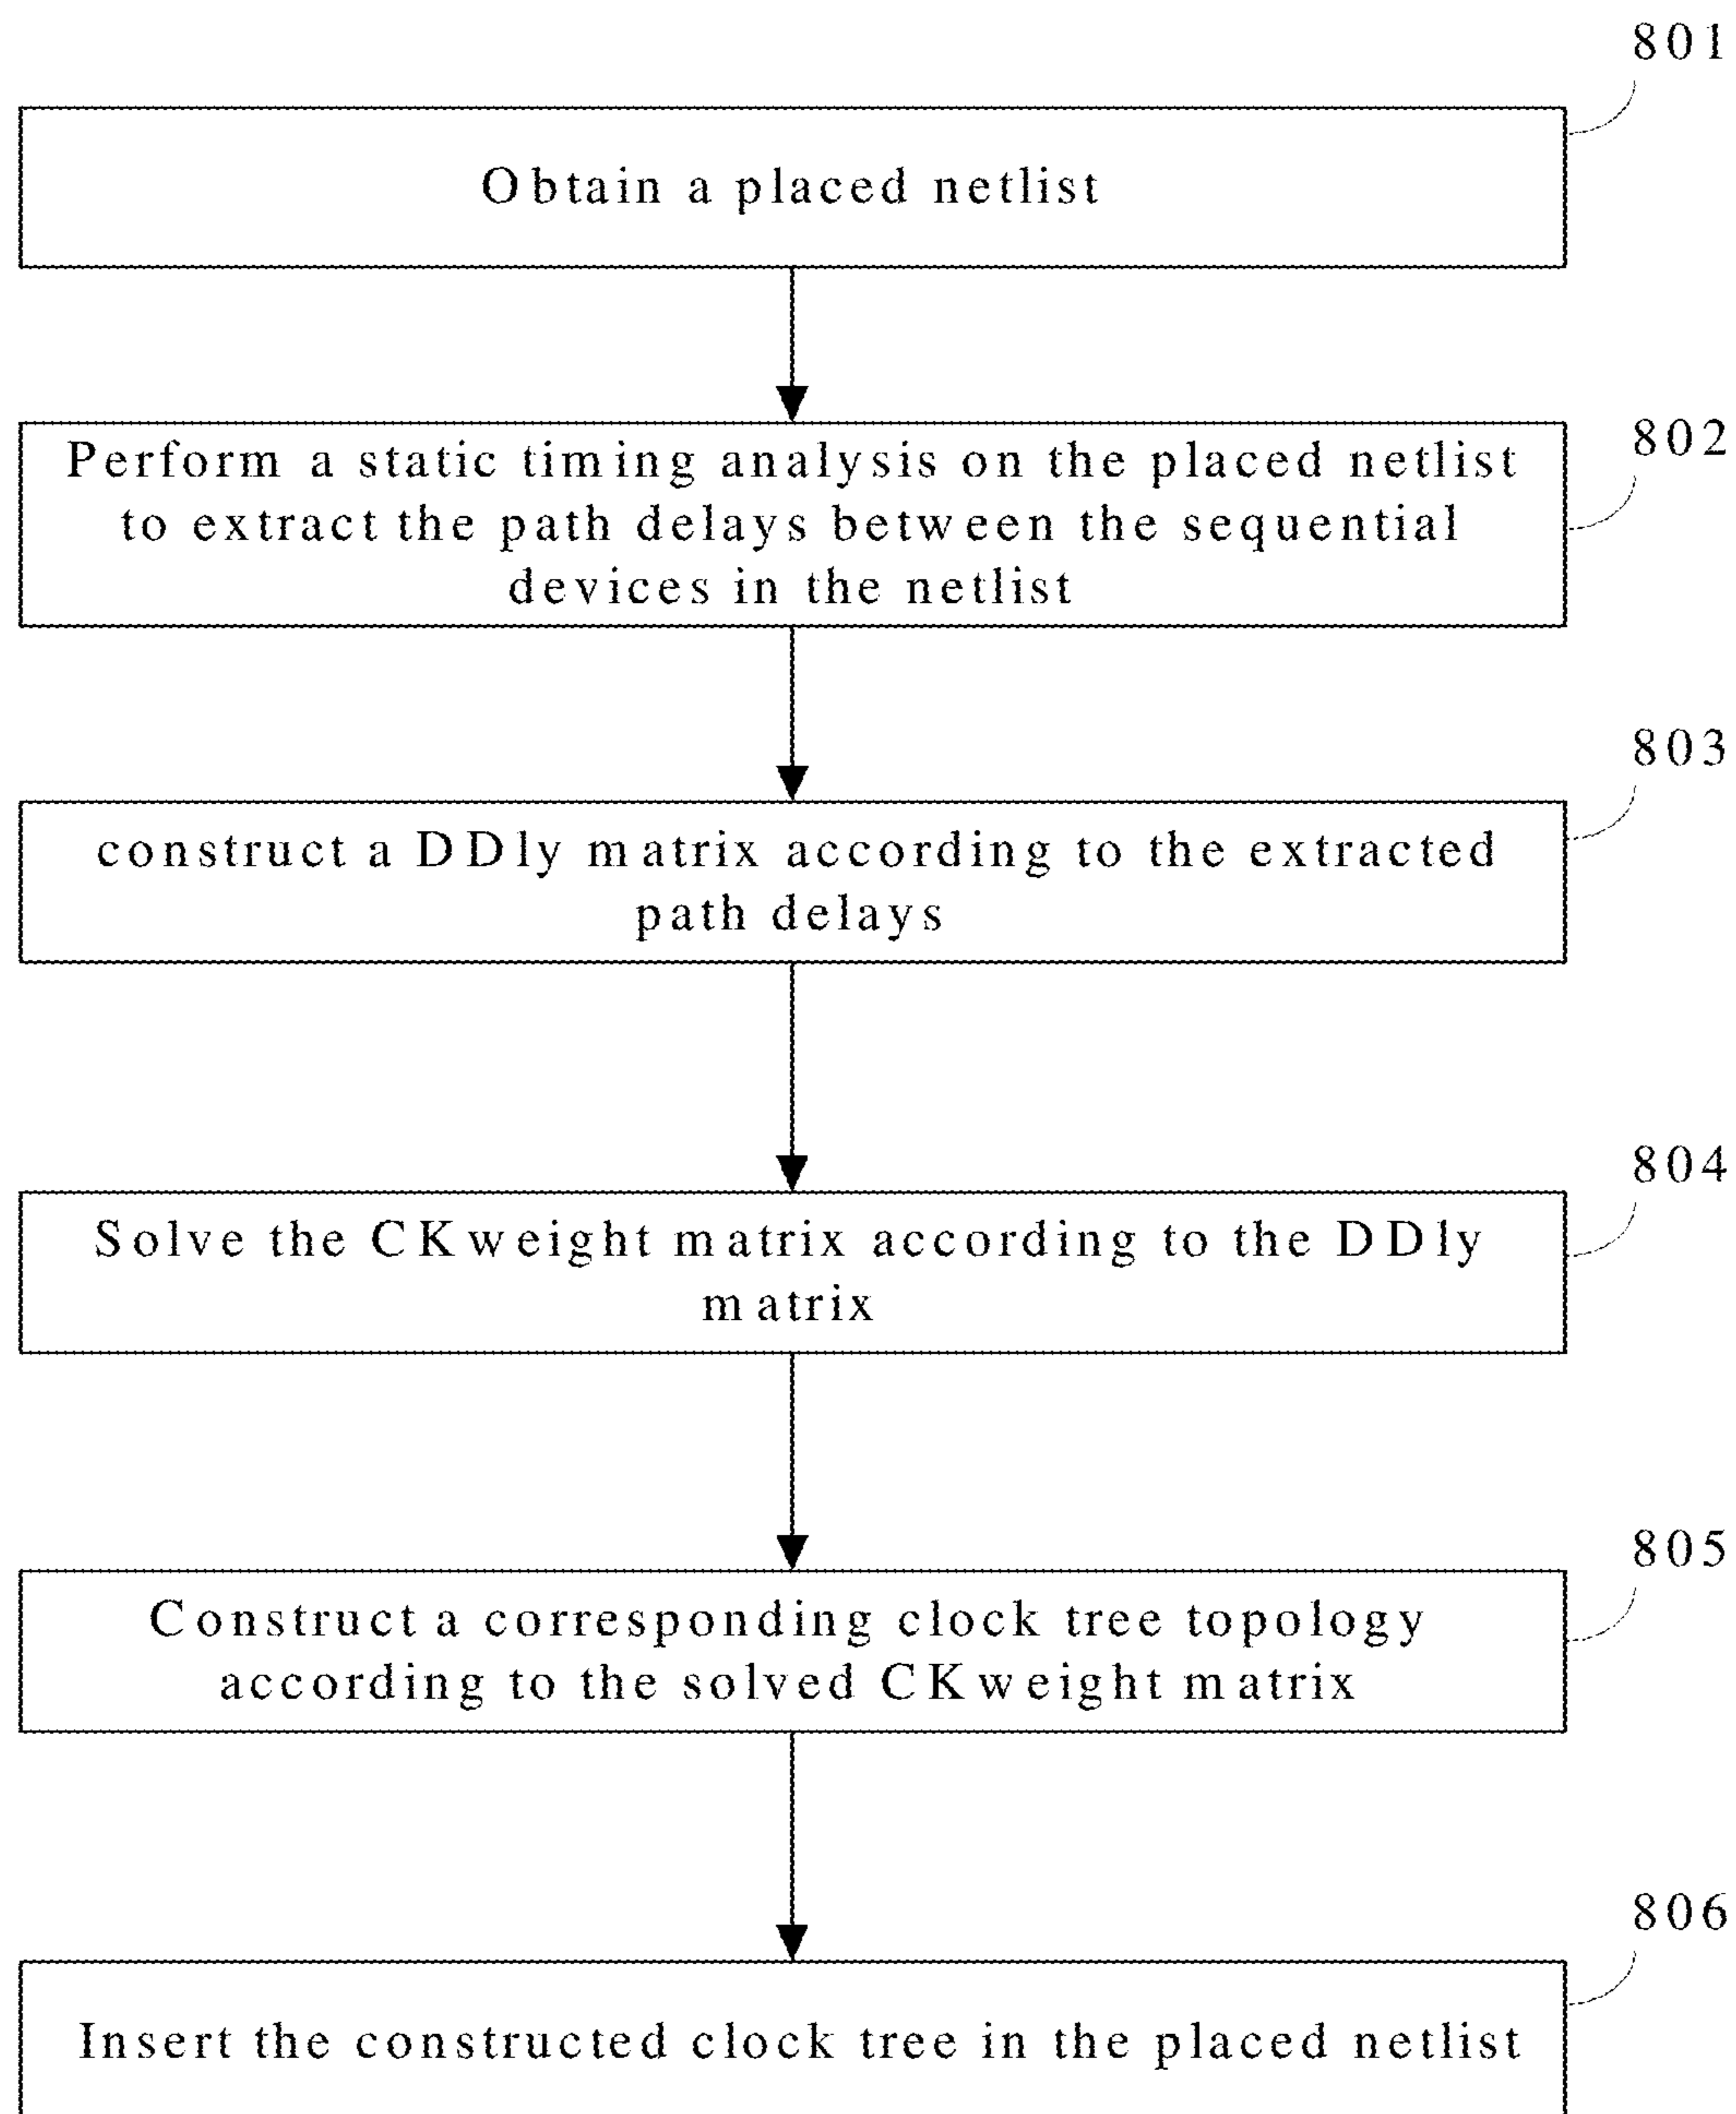 801
Obtain a placed netlist
802
Perform a static timing analysis on the placed netlist
to extract the path delays between the sequential
devices in the netlist
803
construct a DDly matrix according to the extracted
path delays
804
Solve the CKweight matrix according to the DDly
matrix
805
Construct a corresponding clock tree topology
according to the solved CKweight matrix
806
Insert the constructed clock tree in the placed netlist